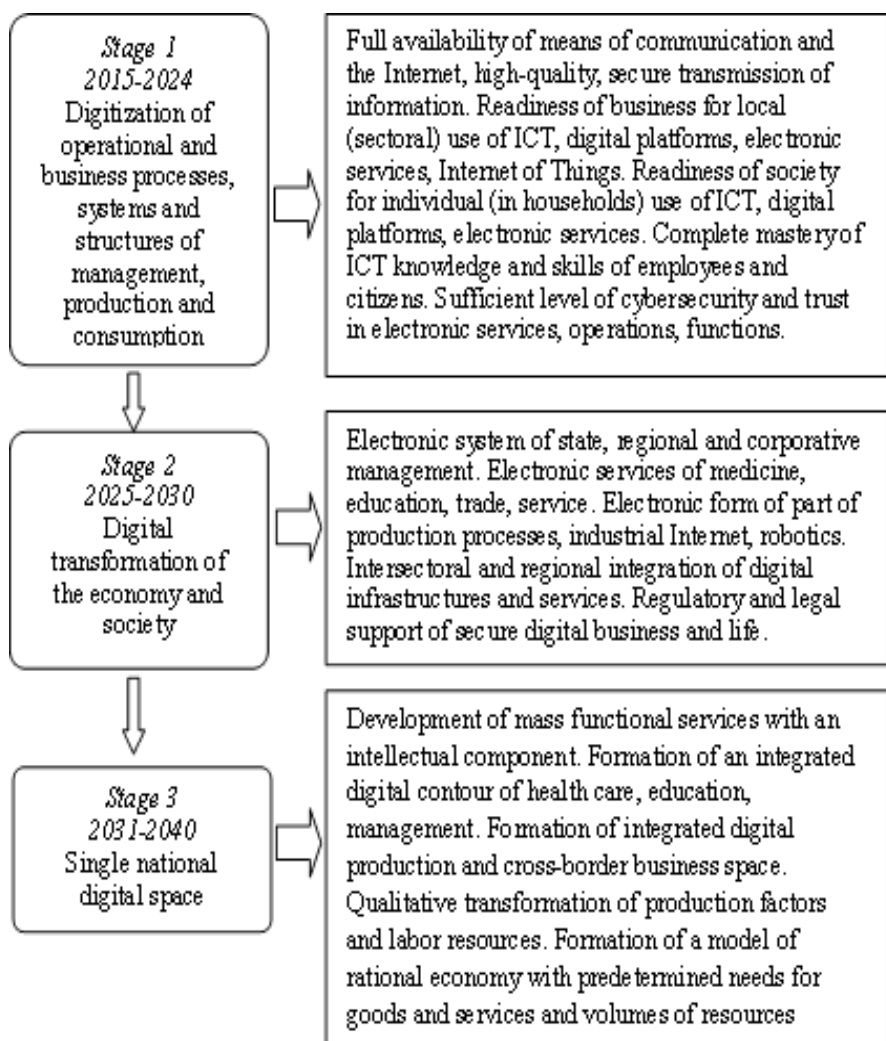 Stage 1
2015-2024
Digitization of
operational and
business processes,
systems and
structures of
management,
production and
consumption
Full availability of means of communication and
the Internet, high-quality, secure transmission of
information. Readiness of business for local
(sectoral) use of ICT, digital platforms, electronic
services, Internet of Things. Readiness of society
for individual (in households) use of ICT, digital
platforms, electronic services. Complete mastery of
ICT knowledge and skills of employees and
citizens. Sufficient level of cybersecurity and trust
in electronic services, operations, functions.
Stage 2
2025-2030
Digital
transformation of
the economy and
society
Electronic system of state, regional and corporative
management. Electronic services of medicine,
education, trade, service. Electronic form of part of
production processes, industrial Internet, robotics.
Intersectoral and regional integration of digital
infrastructures and services. Regulatory and legal
support of secure digital business and life.
Stage 3
2031-2040
Single national
digital space
Development of mass functional services with an
intellectual component. Formation of an integrated
digital contour of health care, education,
management. Formation of integrated digital
production and cross-border business space.
Qualitative transformation of production factors
and labor resources. Formation of a model of
rational economy with predetermined needs for
goods and services and volumes of resources